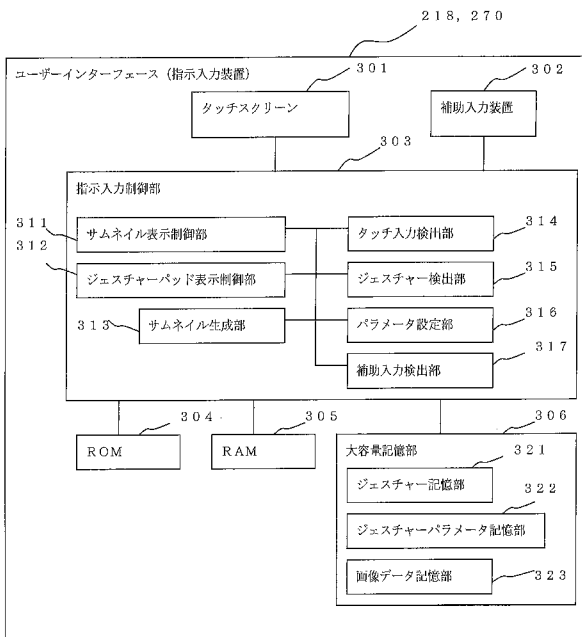 218，270
ユーザーインターフェース（指示入力装置）
301
タッチスクリーン
302
補助入力装置
303
指示入力制御部
311
サムネイル表示制御部
312
ジェスチャーパッド表示制御部
313
サムネイル生成部
タッチ入力検出部
314
ジェスチャー検出部
315
パラメータ設定部
316
補助入力検出部
317
304
ROM
305
RAM
306
大容量記憶部
321
ジェスチャー記憶部
322
ジェスチャーパラメータ記憶部
画像データ記憶部
323